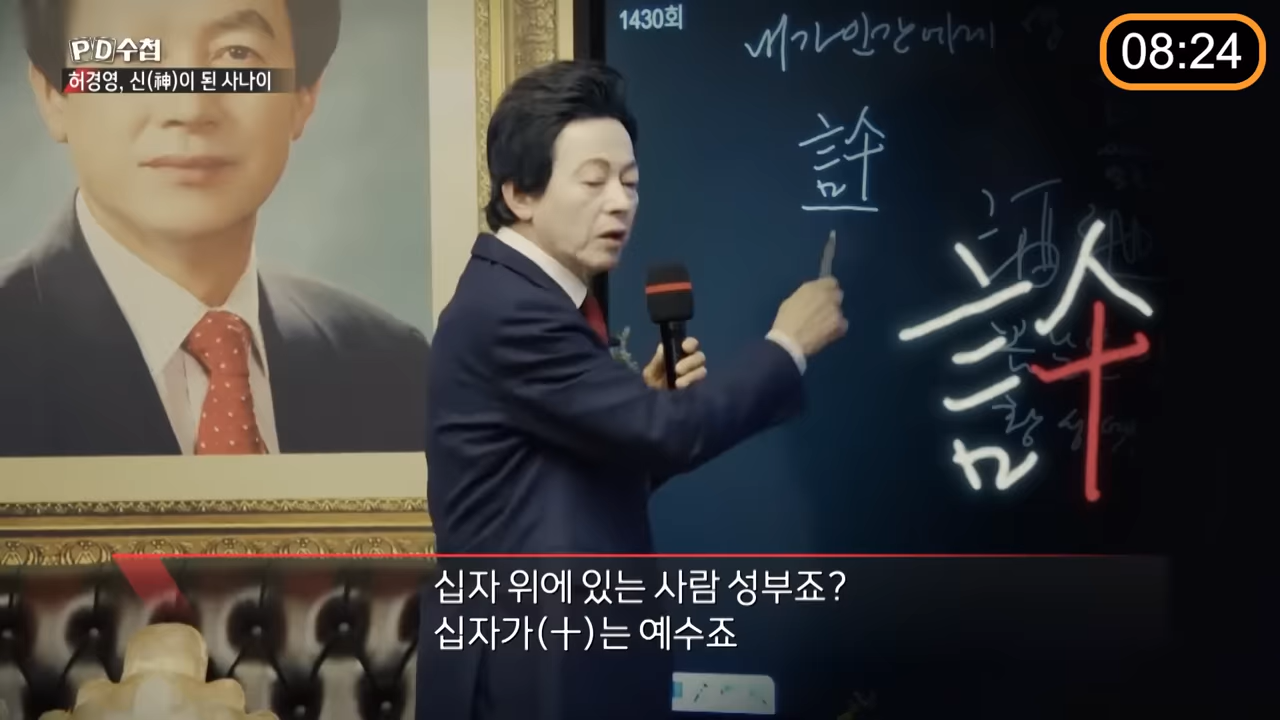 PD수첩
허경영, 신(神)이 된 사나이
1430회
08:24
내가 인간에게
許
許
십자 위에 있는 사람 성부죠?
십자가(十)는 예수죠